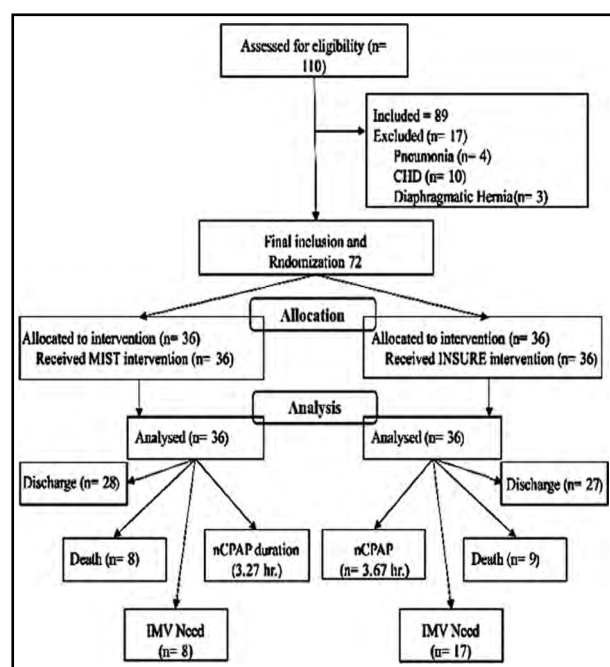 Assessed for eligibility (n=
110)
Included = 89
Excluded (n= 17)
Pneumonia (n= 4)
CHD (n= 10)
Diaphragmatic Hernia(n= 3)
Final inclusion and
Rndomization 72
Allocation
Allocated to intervention (n= 36)
Received MIST intervention (n= 36)
Allocated to intervention (n= 36)
Received INSURE intervention (n= 36)
Analysis
Analysed (n= 36)
Analysed (n= 36)
Discharge (n= 28)
Discharge (n= 27)
Death (n= 8)
nCPAP duration
(3.27 hr.)
nCPAP
(n= 3.67 hr.)
Death (n= 9)
IMV Need
(n= 8)
IMV Need
(n= 17)